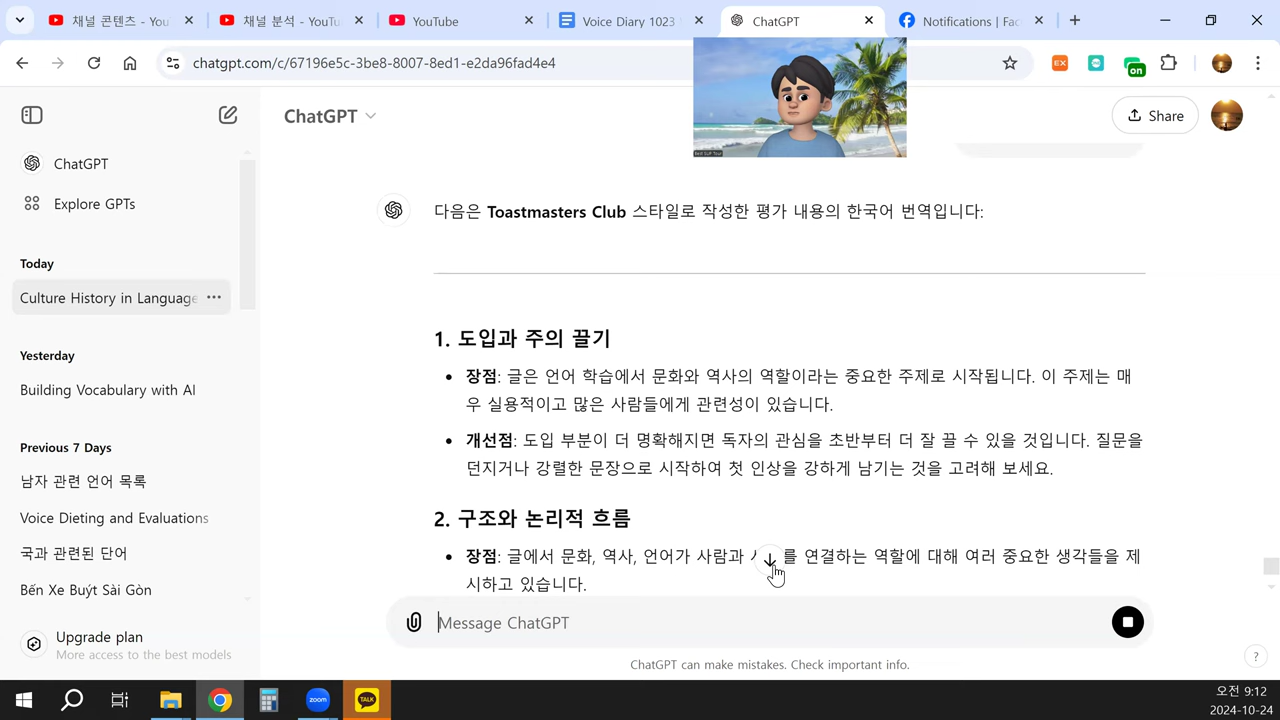 채널 콘텐츠 - You
채널 분석 – YouTu
YouTube
Voice Diary 1023
ChatGPT
Notifications | Fac
chatgpt.com/c/67196e5c-3be8-8007-8ed1-e2da96fad4e4
EX
on
ChatGPT
Share
ChatGPT
Explore GPTs
Today
Culture History in Language
Yesterday
Building Vocabulary with AI
Previous 7 Days
남자 관련 언어 목록
Voice Dieting and Evaluations
국과 관련된 단어
Bến Xe Buýt Sài Gòn
Upgrade plan
More access to the best models
다음은 Toastmasters Club 스타일로 작성한 평가 내용의 한국어 번역입니다:
1. 도입과 주의 끌기
장점: 글은 언어 학습에서 문화와 역사의 역할이라는 중요한 주제로 시작됩니다. 이 주제는 매
우 실용적이고 많은 사람들에게 관련성이 있습니다.
개선점: 도입 부분이 더 명확해지면 독자의 관심을 초반부터 더 잘 끌 수 있을 것입니다. 질문을
던지거나 강렬한 문장으로 시작하여 첫 인상을 강하게 남기는 것을 고려해 보세요.
2. 구조와 논리적 흐름
장점: 글에서 문화, 역사, 언어가 사람과 를 연결하는 역할에 대해 여러 중요한 생각들을 제
시하고 있습니다.
Message ChatGPT
ChatGPT can make mistakes. Check important info.
?
zoom
TALK
오전 9:12
2024-10-24